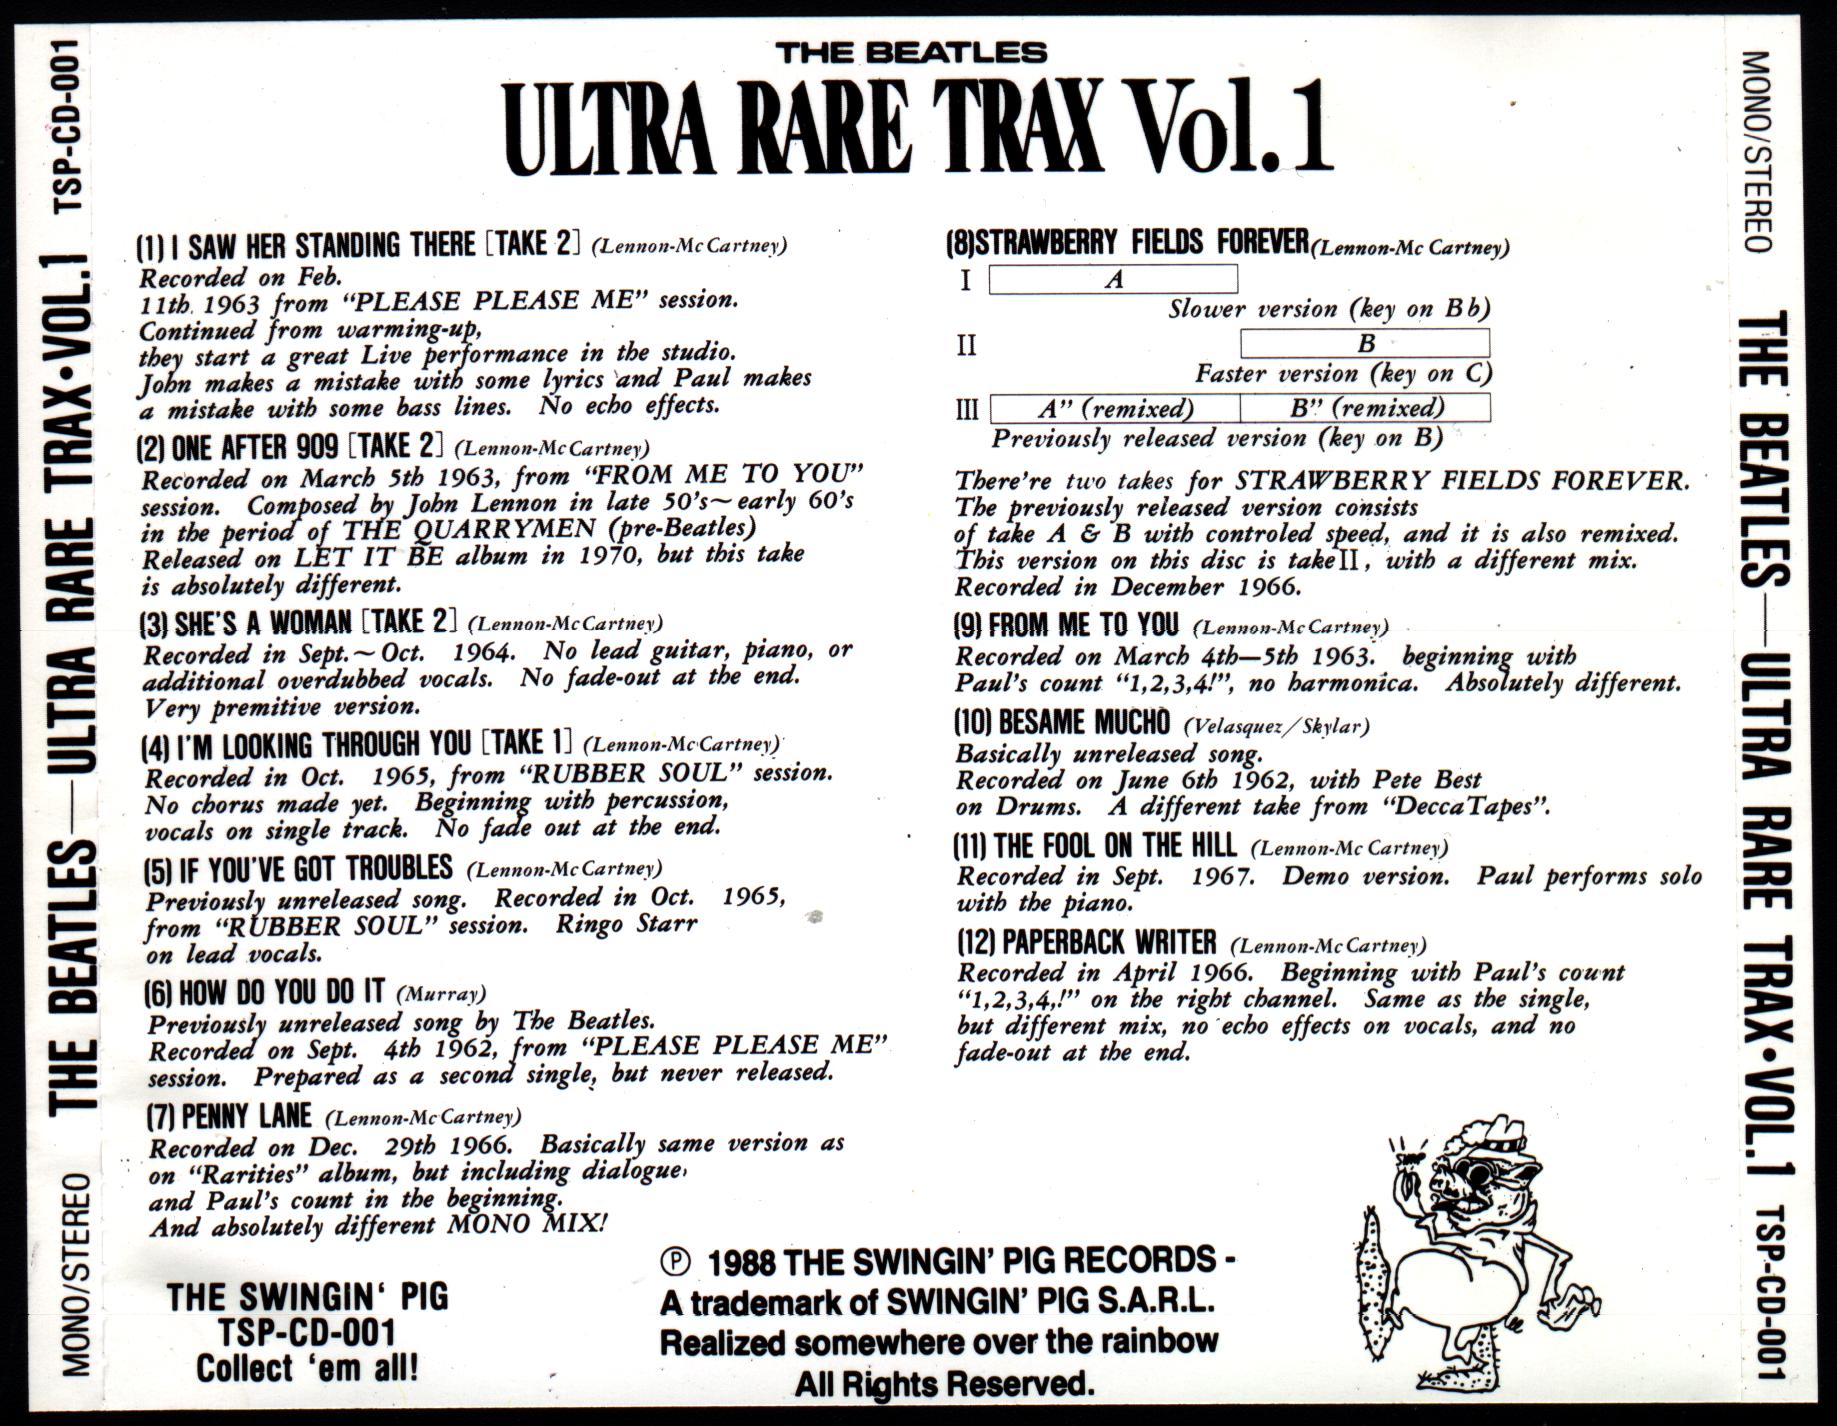 THE BEATLES
ULTRA RARE TRAX Vol.1
TSP-CD-001
THE BEATLES—ULTRA RARE TRAX•VOL.1
MONO/STEREO
(1) I SAW HER STANDING THERE [TAKE 2] (Lennon-Mc Cartney)
Recorded on Feb.
11th. 1963 from “PLEASE PLEASE ME” session.
Continued from warming-up,
they start a great Live performance in the studio.
John makes a mistake with some lyrics and Paul makes
a mistake with some bass lines. No echo effects.
(2) ONE AFTER 909 [TAKE 2] (Lennon-Mc Cartney)
Recorded on March 5th 1963, from “FROM ME TO YOU”
session. Composed by John Lennon in late 50's~early 60's
in the period of THE QUARRYMEN (pre-Beatles)
Released on LET IT BE album in 1970, but this take
is absolutely different.
(3) SHE'S A WOMAN [TAKE 2] (Lennon-Mc Cartney)
Recorded in Sept.~Oct. 1964. No lead guitar, piano, or
additional overdubbed vocals. No fade-out at the end.
Very premitive version.
(4) I'M LOOKING THROUGH YOU [TAKE 1] (Lennon-Mc Cartney)
Recorded in Oct. 1965, from “RUBBER SOUL” session.
No chorus made yet. Beginning with percussion,
vocals on single track. No fade out at the end.
(5) IF YOU'VE GOT TROUBLES (Lennon-Mc Cartney)
Previously unreleased song. Recorded in Oct. 1965,
from “RUBBER SOUL” session. Ringo Starr
on lead vocals.
(6) HOW DO YOU DO IT (Murray)
Previously unreleased song by The Beatles.
Recorded on Sept. 4th 1962, from “PLEASE PLEASE ME”
session. Prepared as a second single, but never released.
(7) PENNY LANE (Lennon-Mc Cartney)
Recorded on Dec. 29th 1966. Basically same version as
on “Rarities” album, but including dialogue,
and Paul's count in the beginning.
And absolutely different MONO MIX!
(8) STRAWBERRY FIELDS FOREVER (Lennon-Mc Cartney)
I A
Slower version (key on Bb)
II B
Faster version (key on C)
III A” (remixed) B” (remixed)
Previously released version (key on B)
There're two takes for STRAWBERRY FIELDS FOREVER.
The previously released version consists
of take A & B with controled speed, and it is also remixed.
This version on this disc is take II, with a different mix.
Recorded in December 1966.
(9) FROM ME TO YOU (Lennon-Mc Cartney)
Recorded on March 4th—5th 1963. beginning with
Paul's count “1,2,3,4!”, no harmonica. Absolutely different.
(10) BESAME MUCHO (Velasquez/Skylar)
Basically unreleased song.
Recorded on June 6th 1962, with Pete Best
on Drums. A different take from “Decca Tapes”.
(11) THE FOOL ON THE HILL (Lennon-Mc Cartney)
Recorded in Sept. 1967. Demo version. Paul performs solo
with the piano.
(12) PAPERBACK WRITER (Lennon-Mc Cartney)
Recorded in April 1966. Beginning with Paul's count
“1,2,3,4,!” on the right channel. Same as the single,
but different mix, no echo effects on vocals, and no
fade-out at the end.
THE SWINGIN‘ PIG
TSP-CD-001
Collect ‘em all!
Ⓟ 1988 THE SWINGIN’ PIG RECORDS -
A trademark of SWINGIN’ PIG S.A.R.L.
Realized somewhere over the rainbow
All Rights Reserved.
MONO/STEREO
THE BEATLES—ULTRA RARE TRAX•VOL.1
TSP-CD-001